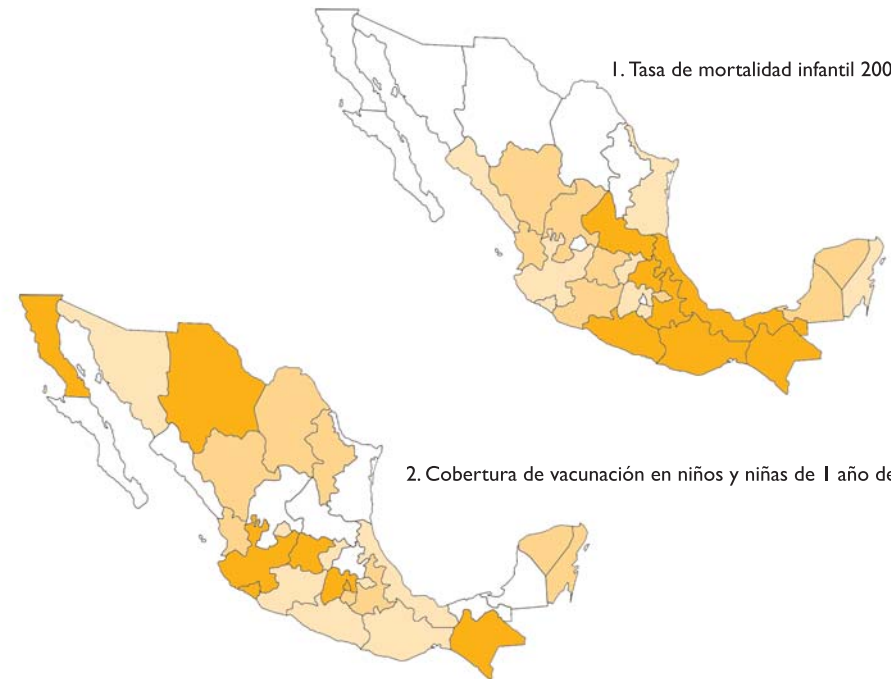 1. Tasa de mortalidad infantil 200
2. Cobertura de vacunación en niños y niñas de 1 año de